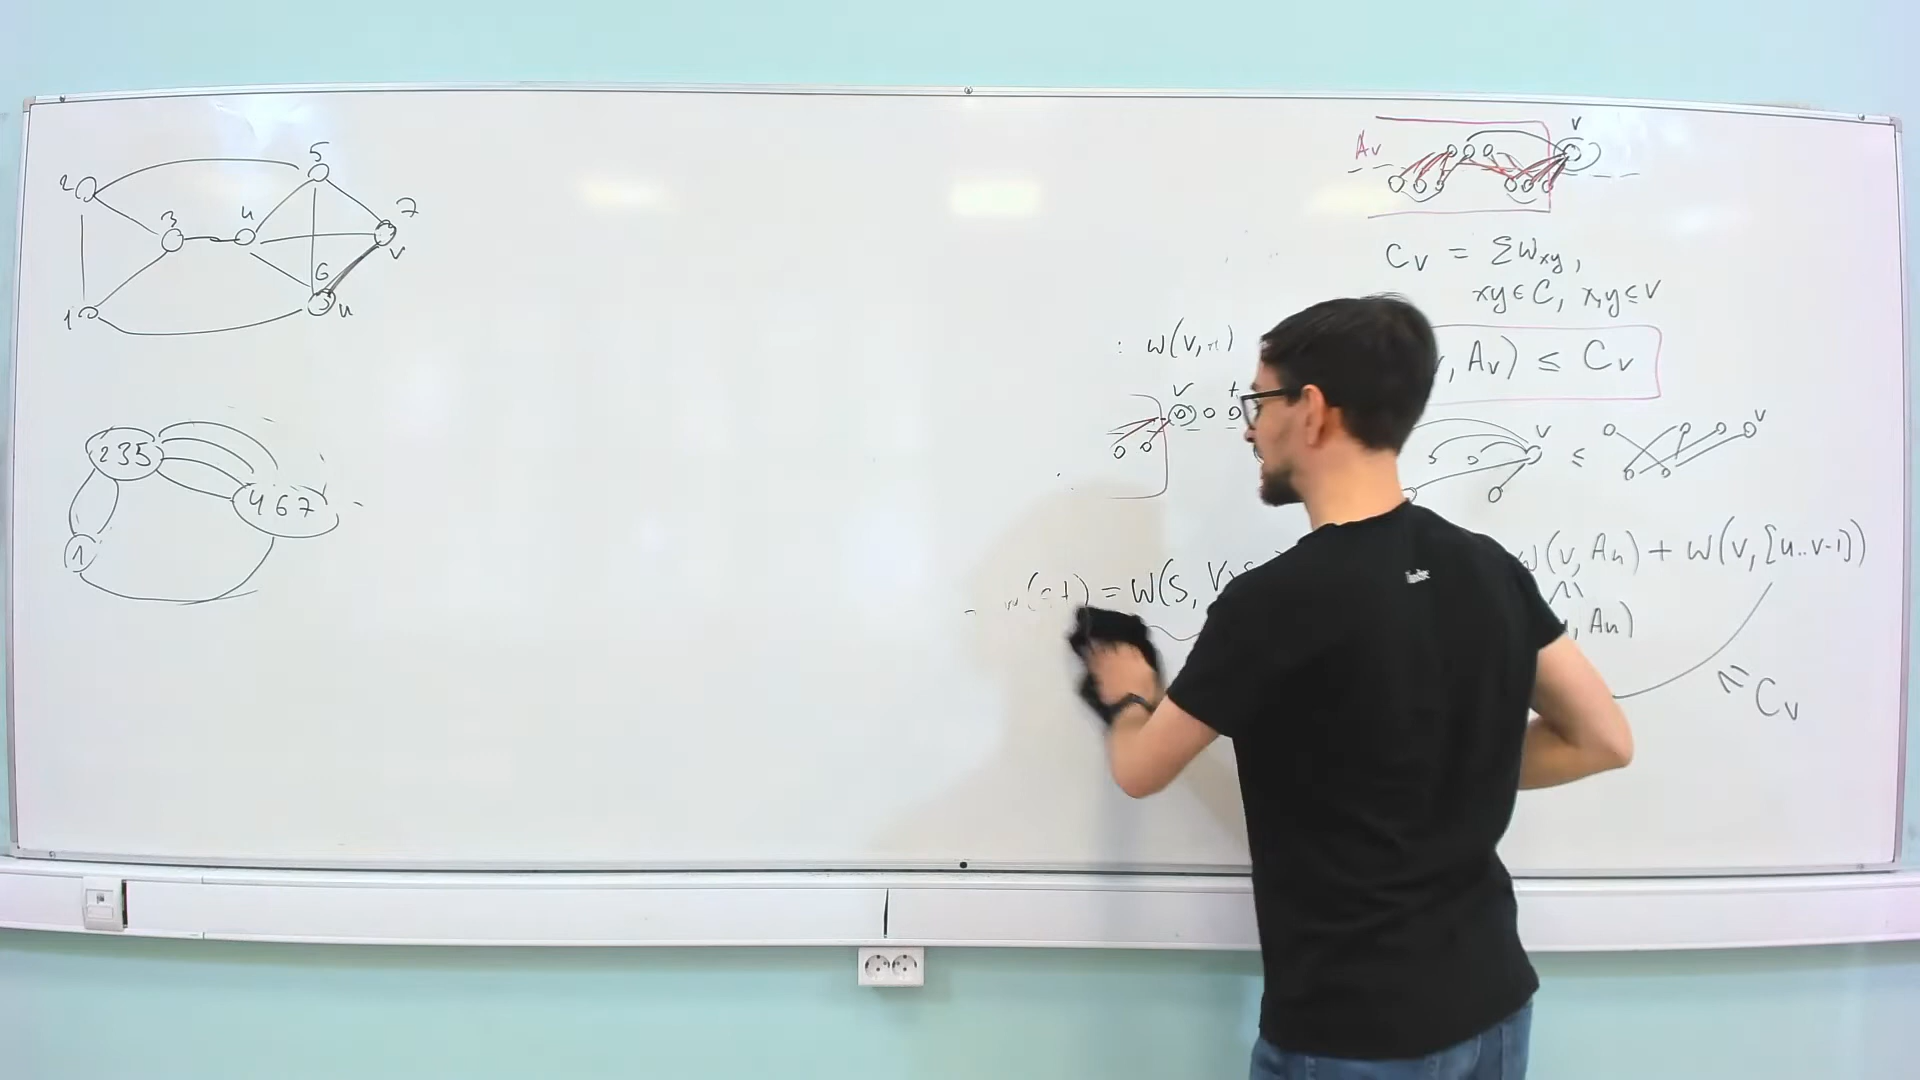 5
2
7
3
4
v
6
1
u
235
467
1
v
Av
Cv = Σwxy,
xy ∈ C, x,y ≤ v
: w(v,
, Av) ≤ Cv
v
t
v
≤
v
w(v, Au) + w(v, [u..v-1])
= w(S, V\S
, Au)
≤ Cv